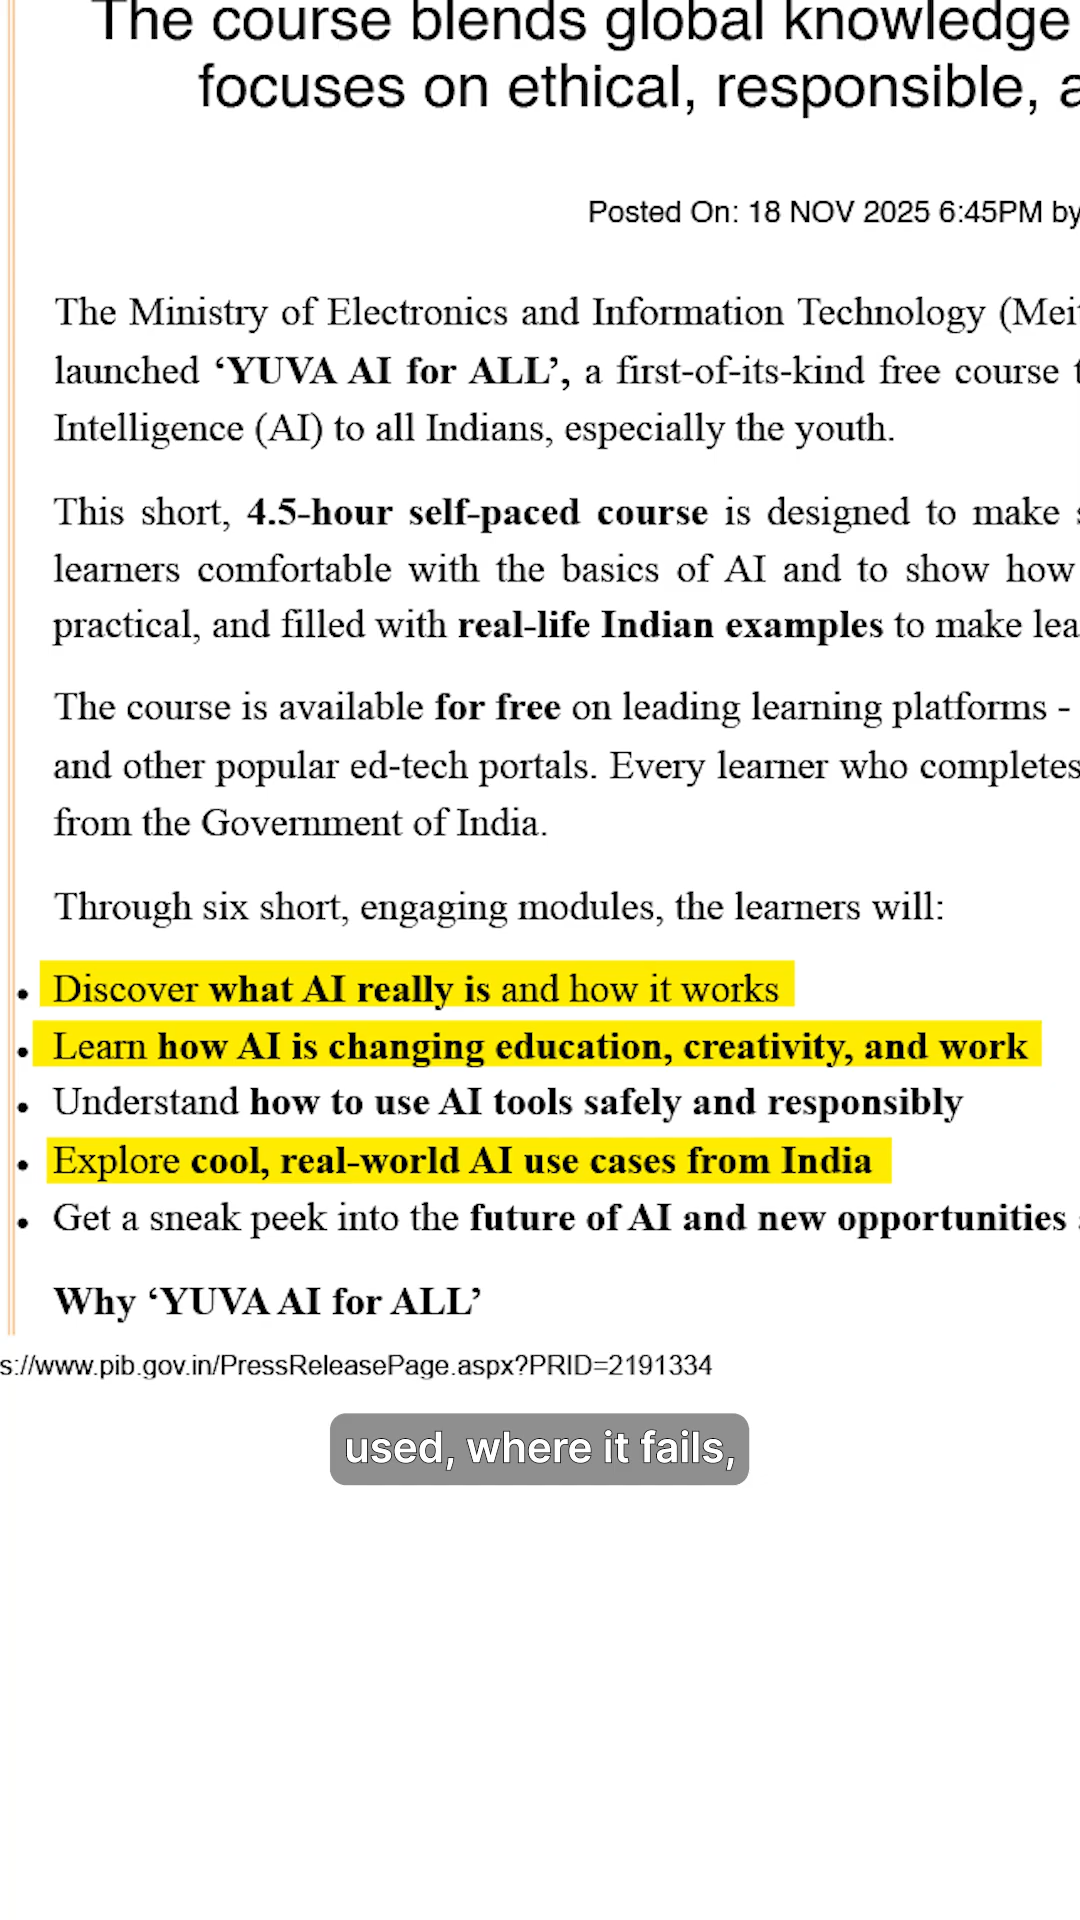 The course blends global knowledge
focuses on ethical, responsible,
Posted On: 18 NOV 2025 6:45PM by
The Ministry of Electronics and Information Technology (Mei
launched ‘YUVA AI for ALL’, a first-of-its-kind free course
Intelligence (AI) to all Indians, especially the youth.
This short, 4.5-hour self-paced course is designed to make
learners comfortable with the basics of AI and to show how
practical, and filled with real-life Indian examples to make lea
The course is available for free on leading learning platforms -
and other popular ed-tech portals. Every learner who completes
from the Government of India.
Through six short, engaging modules, the learners will:
• Discover what AI really is and how it works
• Learn how AI is changing education, creativity, and work
• Understand how to use AI tools safely and responsibly
• Explore cool, real-world AI use cases from India
• Get a sneak peek into the future of AI and new opportunities
Why ‘YUVA AI for ALL’
s://www.pib.gov.in/PressReleasePage.aspx?PRID=2191334
used, where it fails,